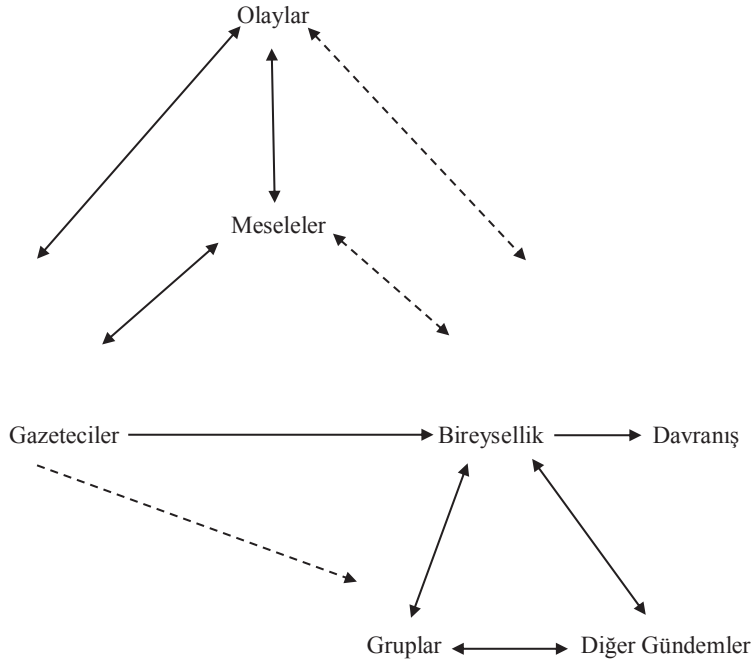 Olaylar
Meseleler
Gazeteciler
Bireysellik
Davranış
Gruplar
Diğer Gündemler